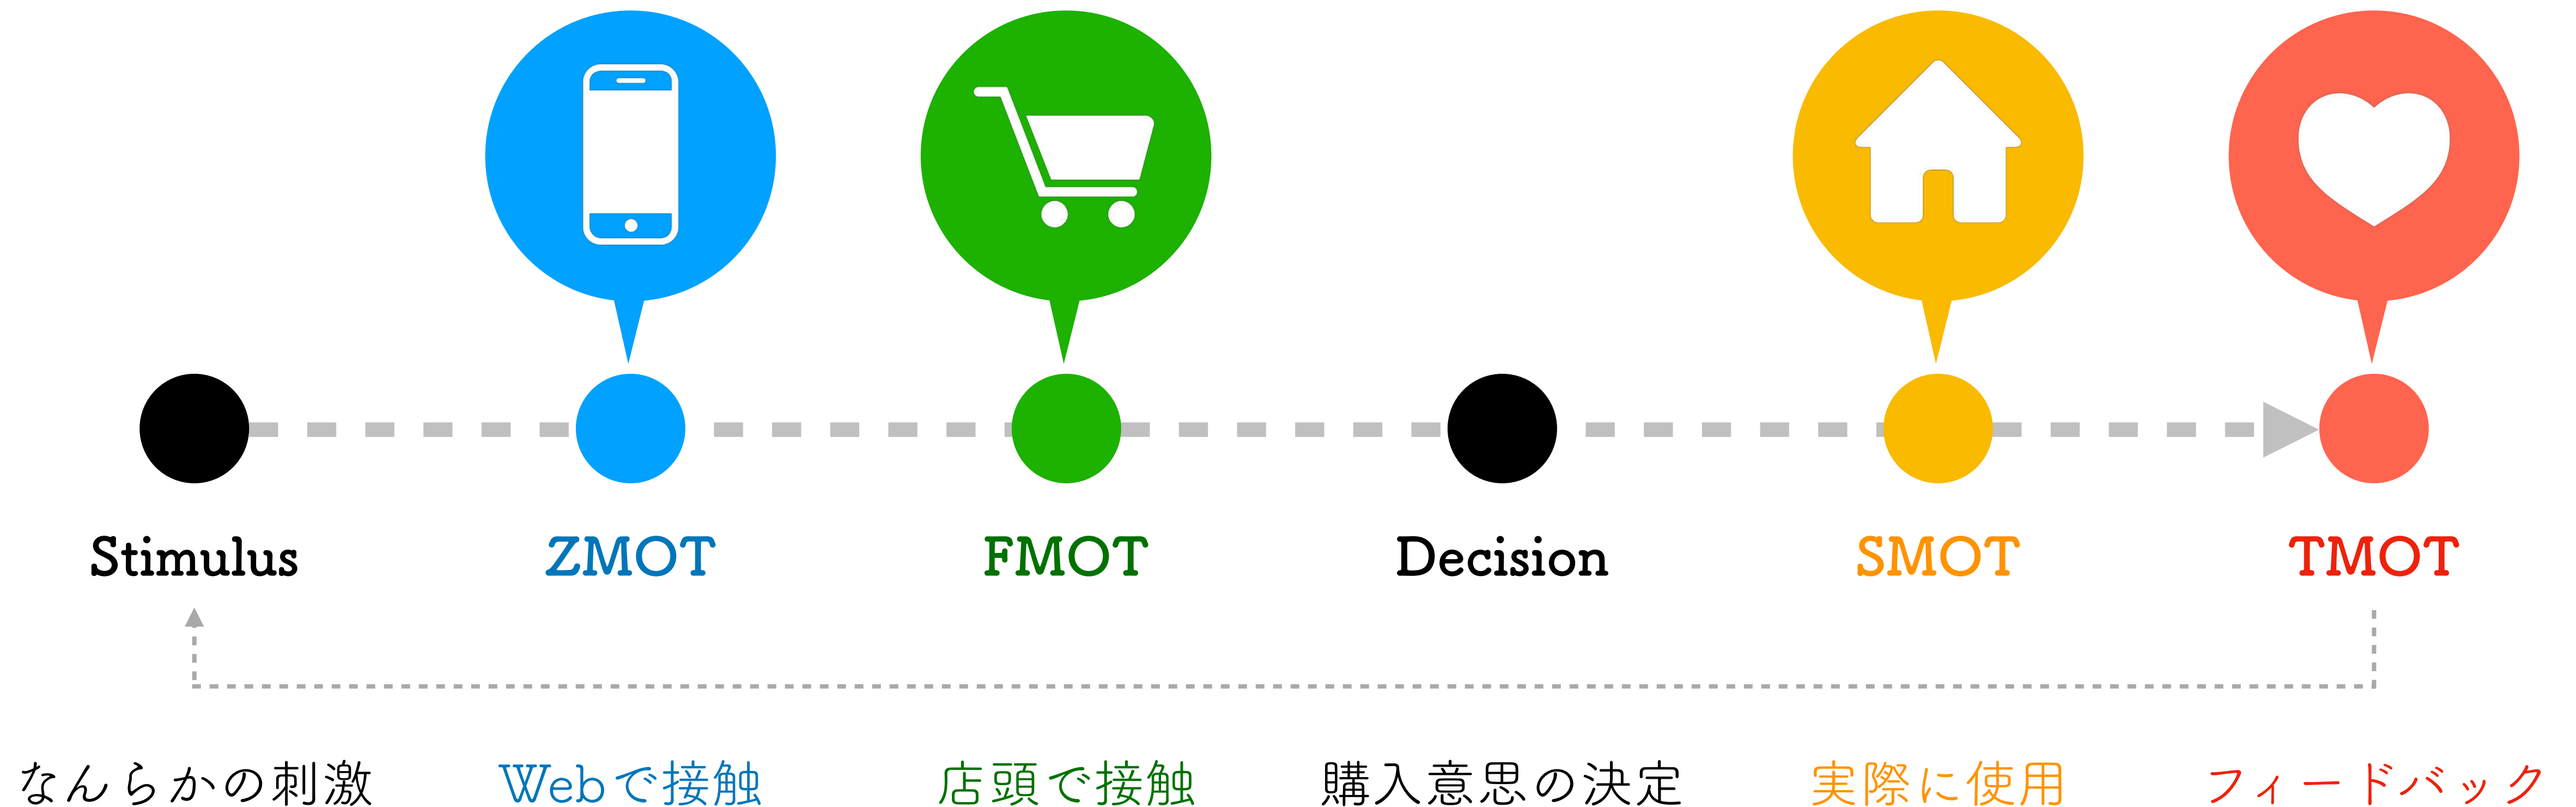 Stimulus
ZMOT
FMOT
Decision
SMOT
TMOT
なんらかの刺激
Webで接触
店頭で接触
購入意思の決定
実際に使用
フィードバック